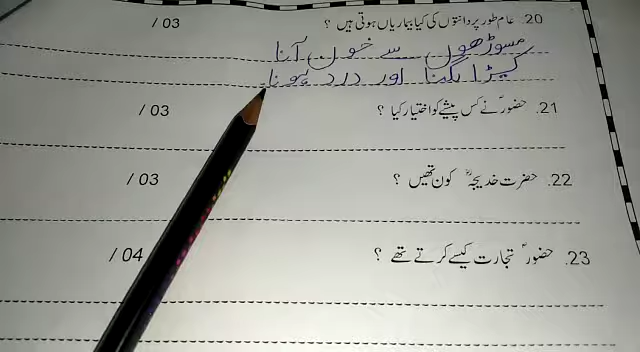 20. عام طور پر دانتوں کی کیا بیماریاں ہوتی ہیں ؟ 03 /
مسوڑھوں سے خون آنا
کیڑا لگنا اور درد ہونا
21. حضورؐ نے کس پیشے کو اختیار کیا ؟ 03 /
22. حضرت خدیجہؓ کون تھیں ؟ 03 /
23. حضورؐ تجارت کیسے کرتے تھے ؟ 04 /